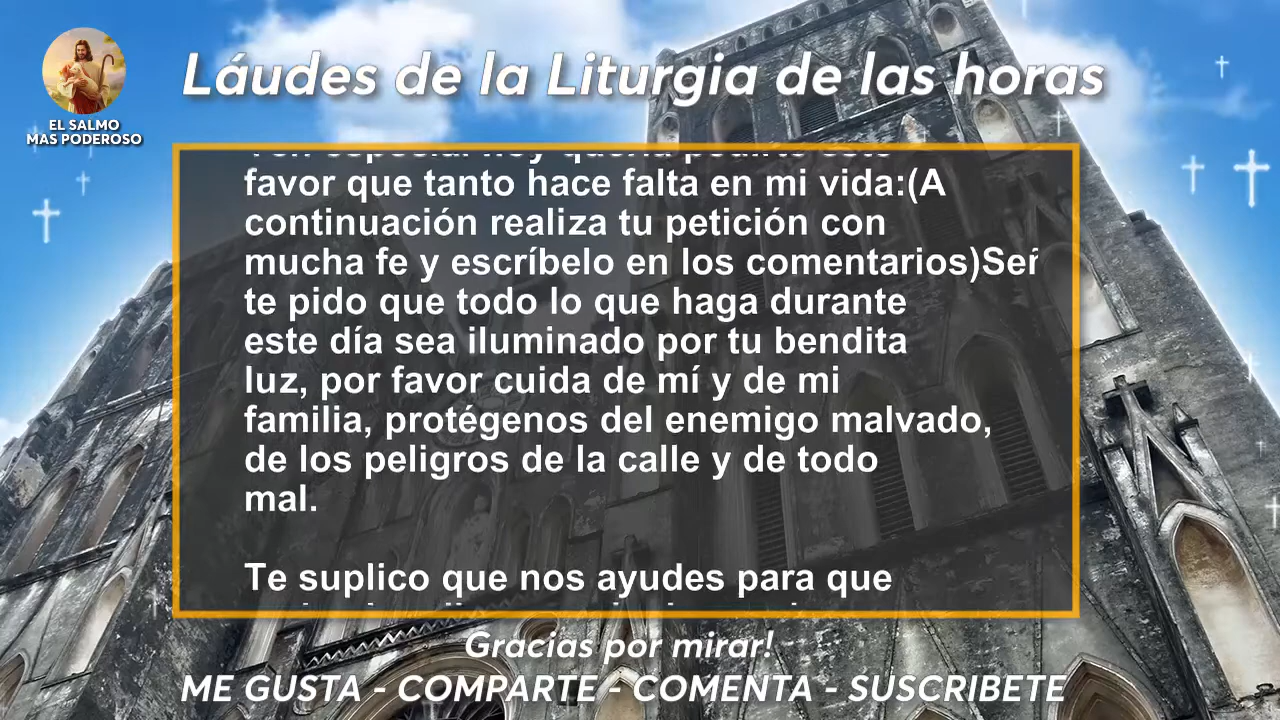 Láudes de la Liturgia de las horas
EL SALMO
MAS PODEROSO
favor que tanto hace falta en mi vida:(A
continuación realiza tu petición con
mucha fe y escríbelo en los comentarios)
te pido que todo lo que haga durante
este día sea iluminado por tu bendita
luz, por favor cuida de mí y de mi
familia, protégenos del enemigo malvado,
de los peligros de la calle y de todo
mal.
Te suplico que nos ayudes para que
Gracias por mirar!
ME GUSTA - COMPARTE - COMENTA - SUSCRIBETE